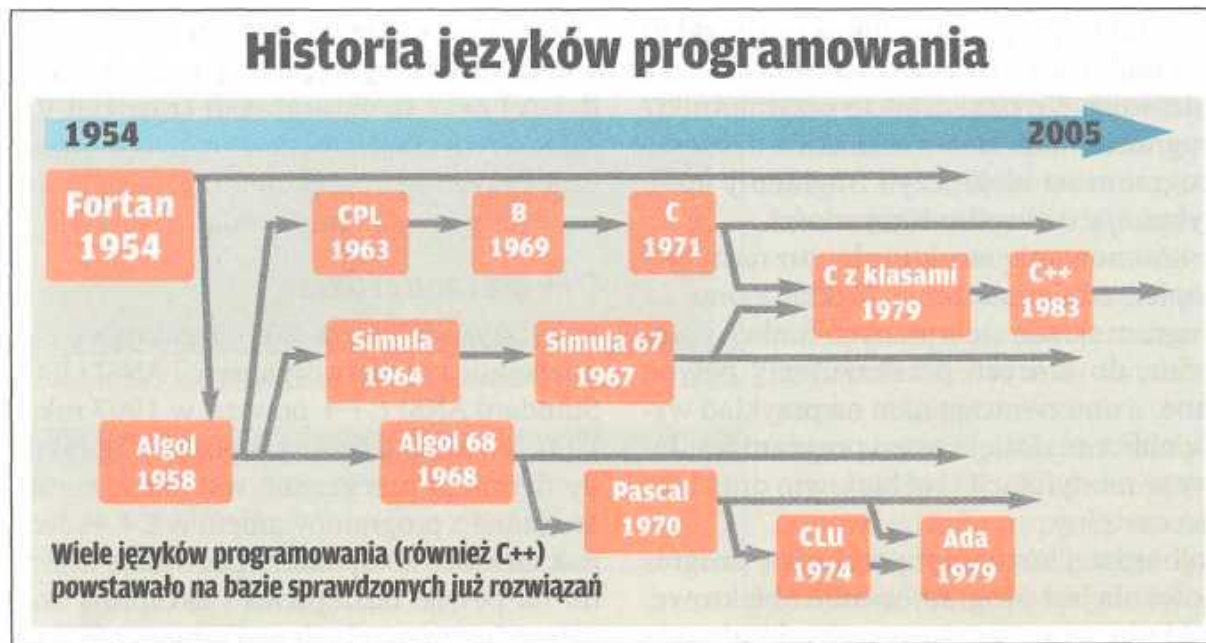 Historia języków programowania
1954
2005
Fortan
1954
CPL
1963
B
1969
C
1971
C z klasami
1979
C++
1983
Simula
1964
Simula 67
1967
Algol
1958
Algol 68
1968
Pascal
1970
CLU
1974
Ada
1979
Wiele języków programowania (również C++)
powstawało na bazie sprawdzonych już rozwiązań